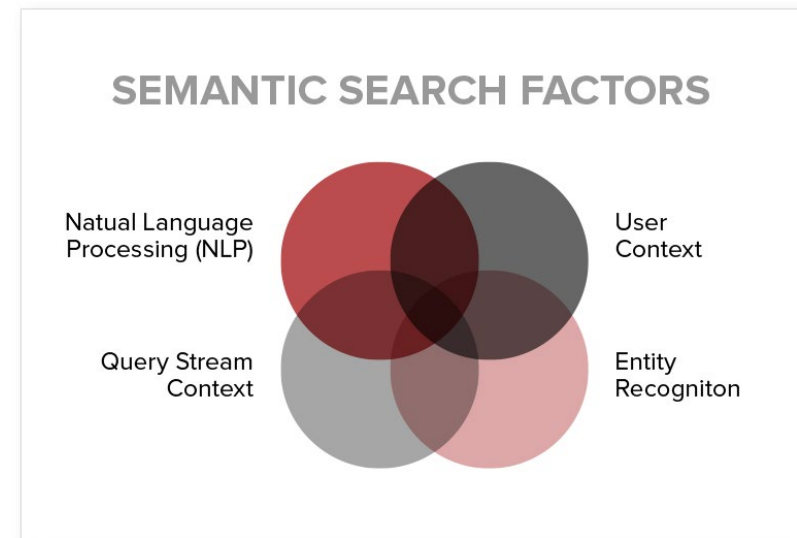 SEMANTIC SEARCH FACTORS
Natual Language
Processing (NLP)
User
Context
Query Stream
Context
Entity
Recogniton